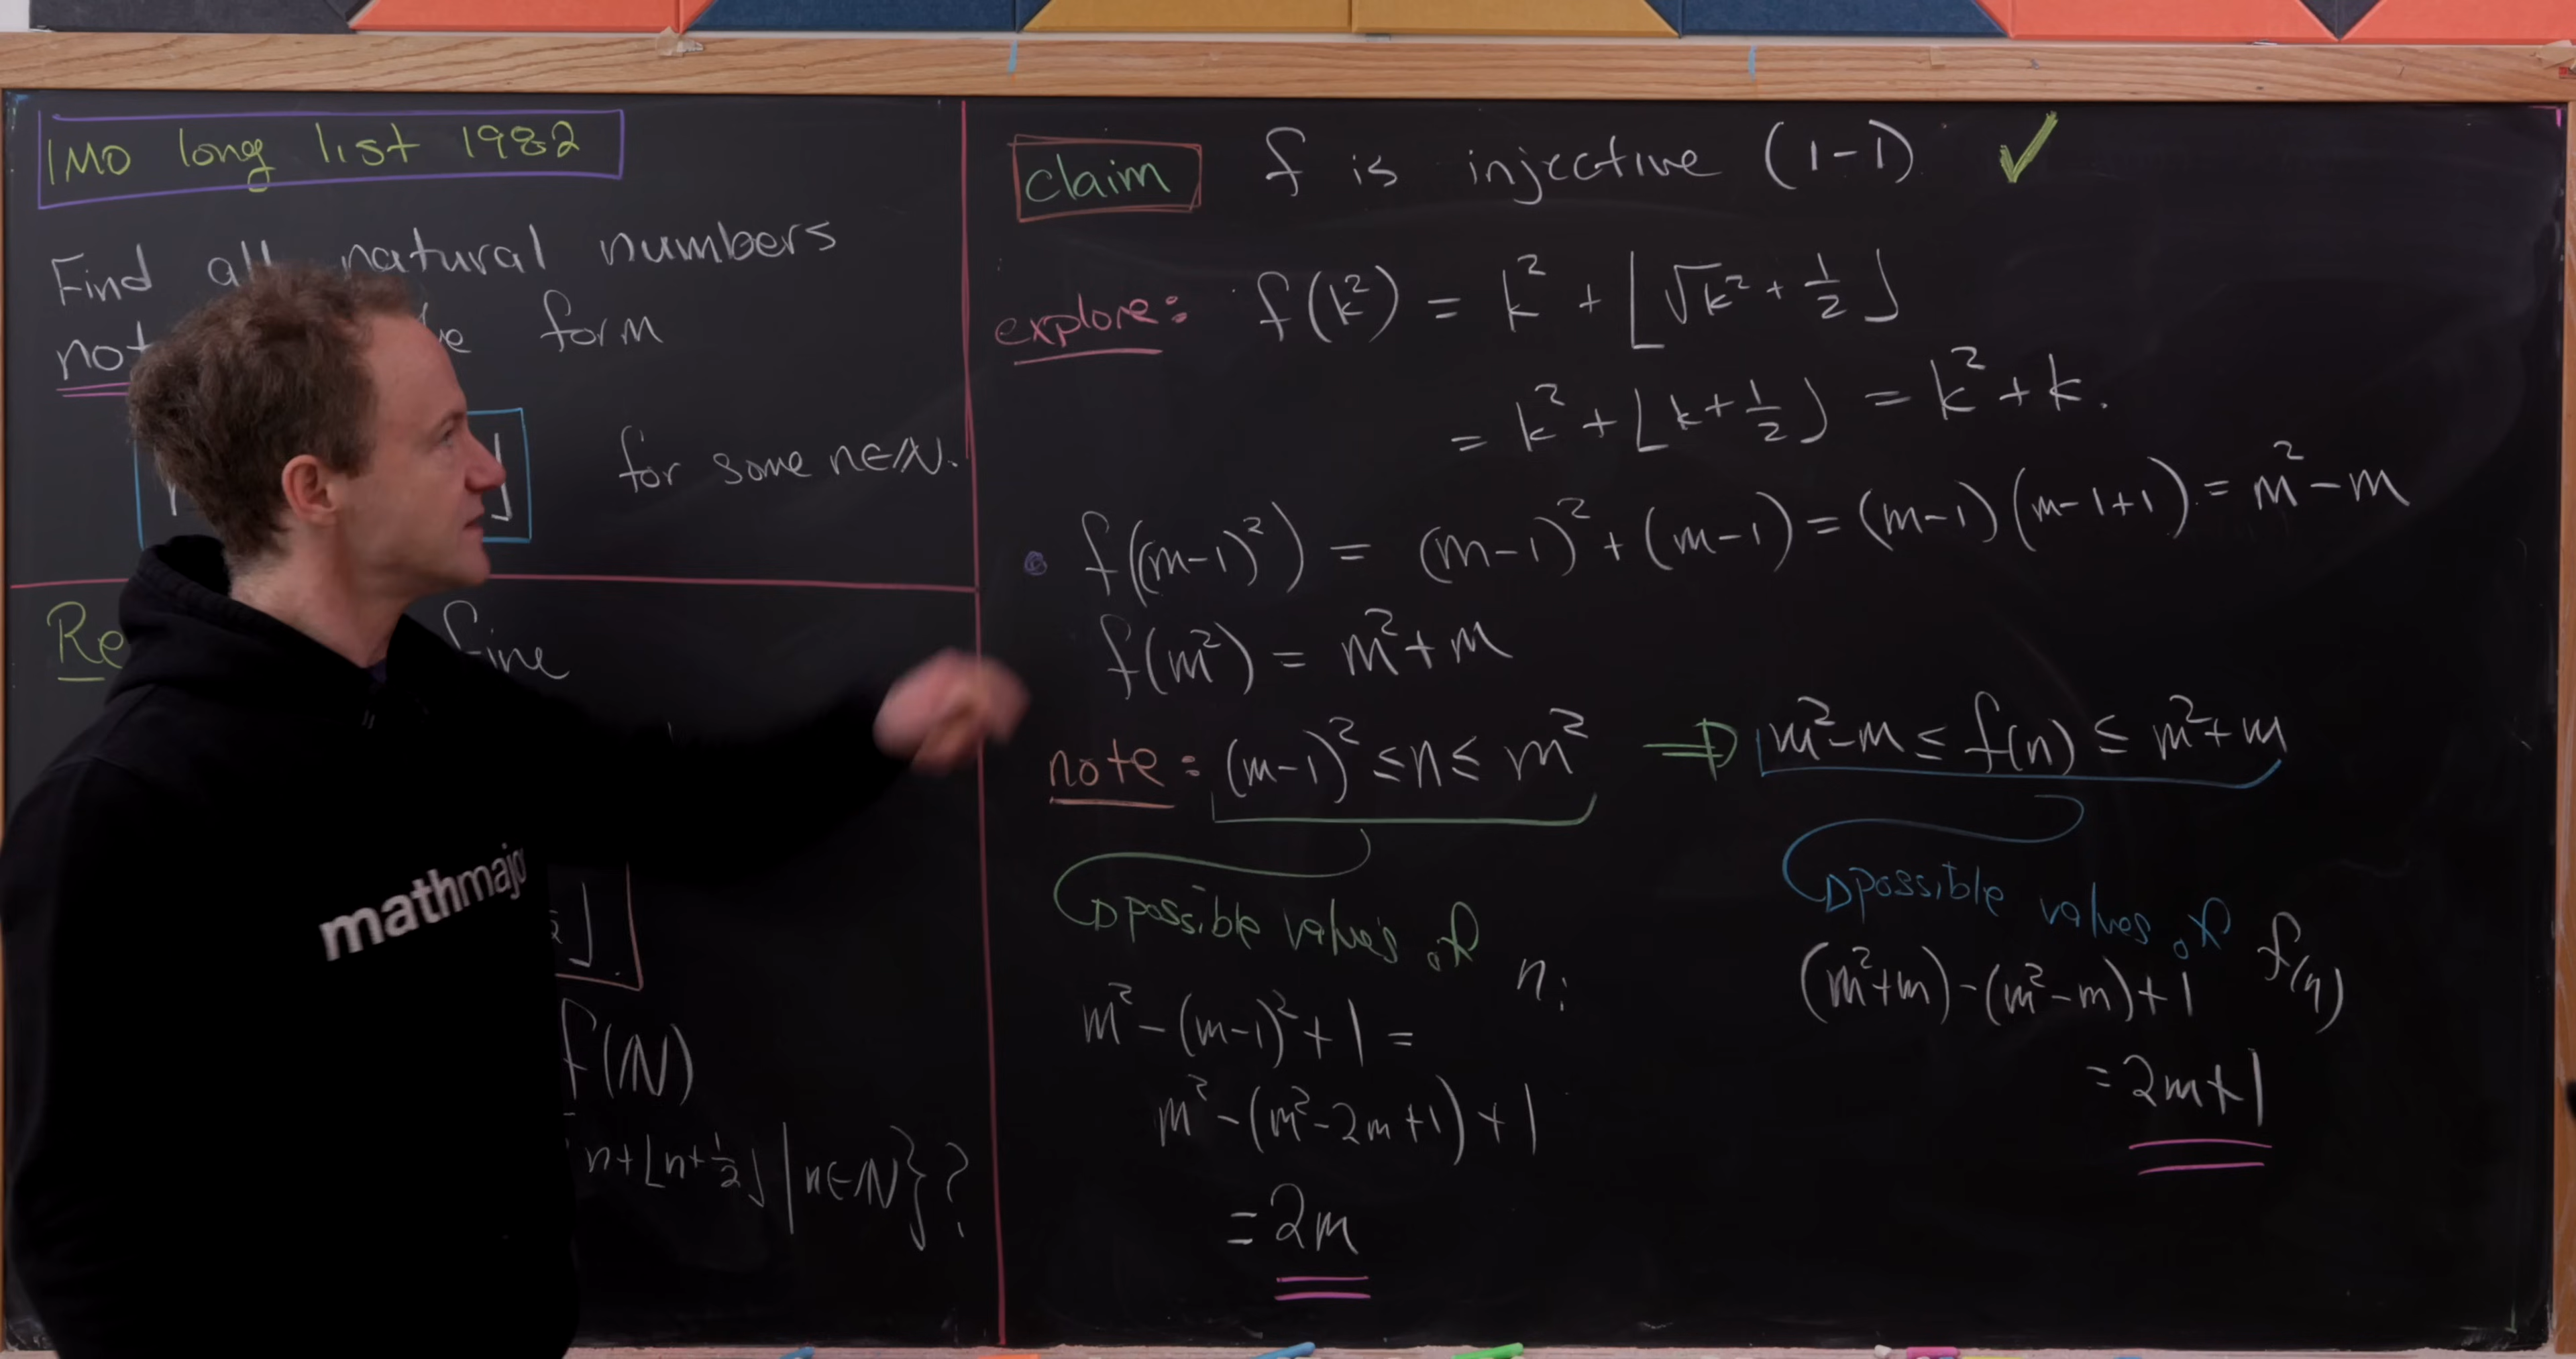 IMO long list 1982
Find all natural numbers
not form
for some n∈ℕ.
Re fine
⌋
f(ℕ)
n+⌊n+1/2⌋ | n∈ℕ}?
mathmajo
claim f is injective (1-1) ✓
explore: f(k²) = k² + ⌊√k² + 1/2⌋
= k² + ⌊k+1/2⌋ = k² + k.
• f((m-1)²) = (m-1)² + (m-1) = (m-1)(m-1+1) = m² - m
f(m²) = m² + m
note: (m-1)² ≤ n ≤ m² ⇒ m²-m ≤ f(n) ≤ m²+m
possible values of n:
m² - (m-1)² + 1 =
m² - (m²-2m+1) + 1
= 2m
possible values of f(n)
(m²+m) - (m²-m) + 1
= 2m+1